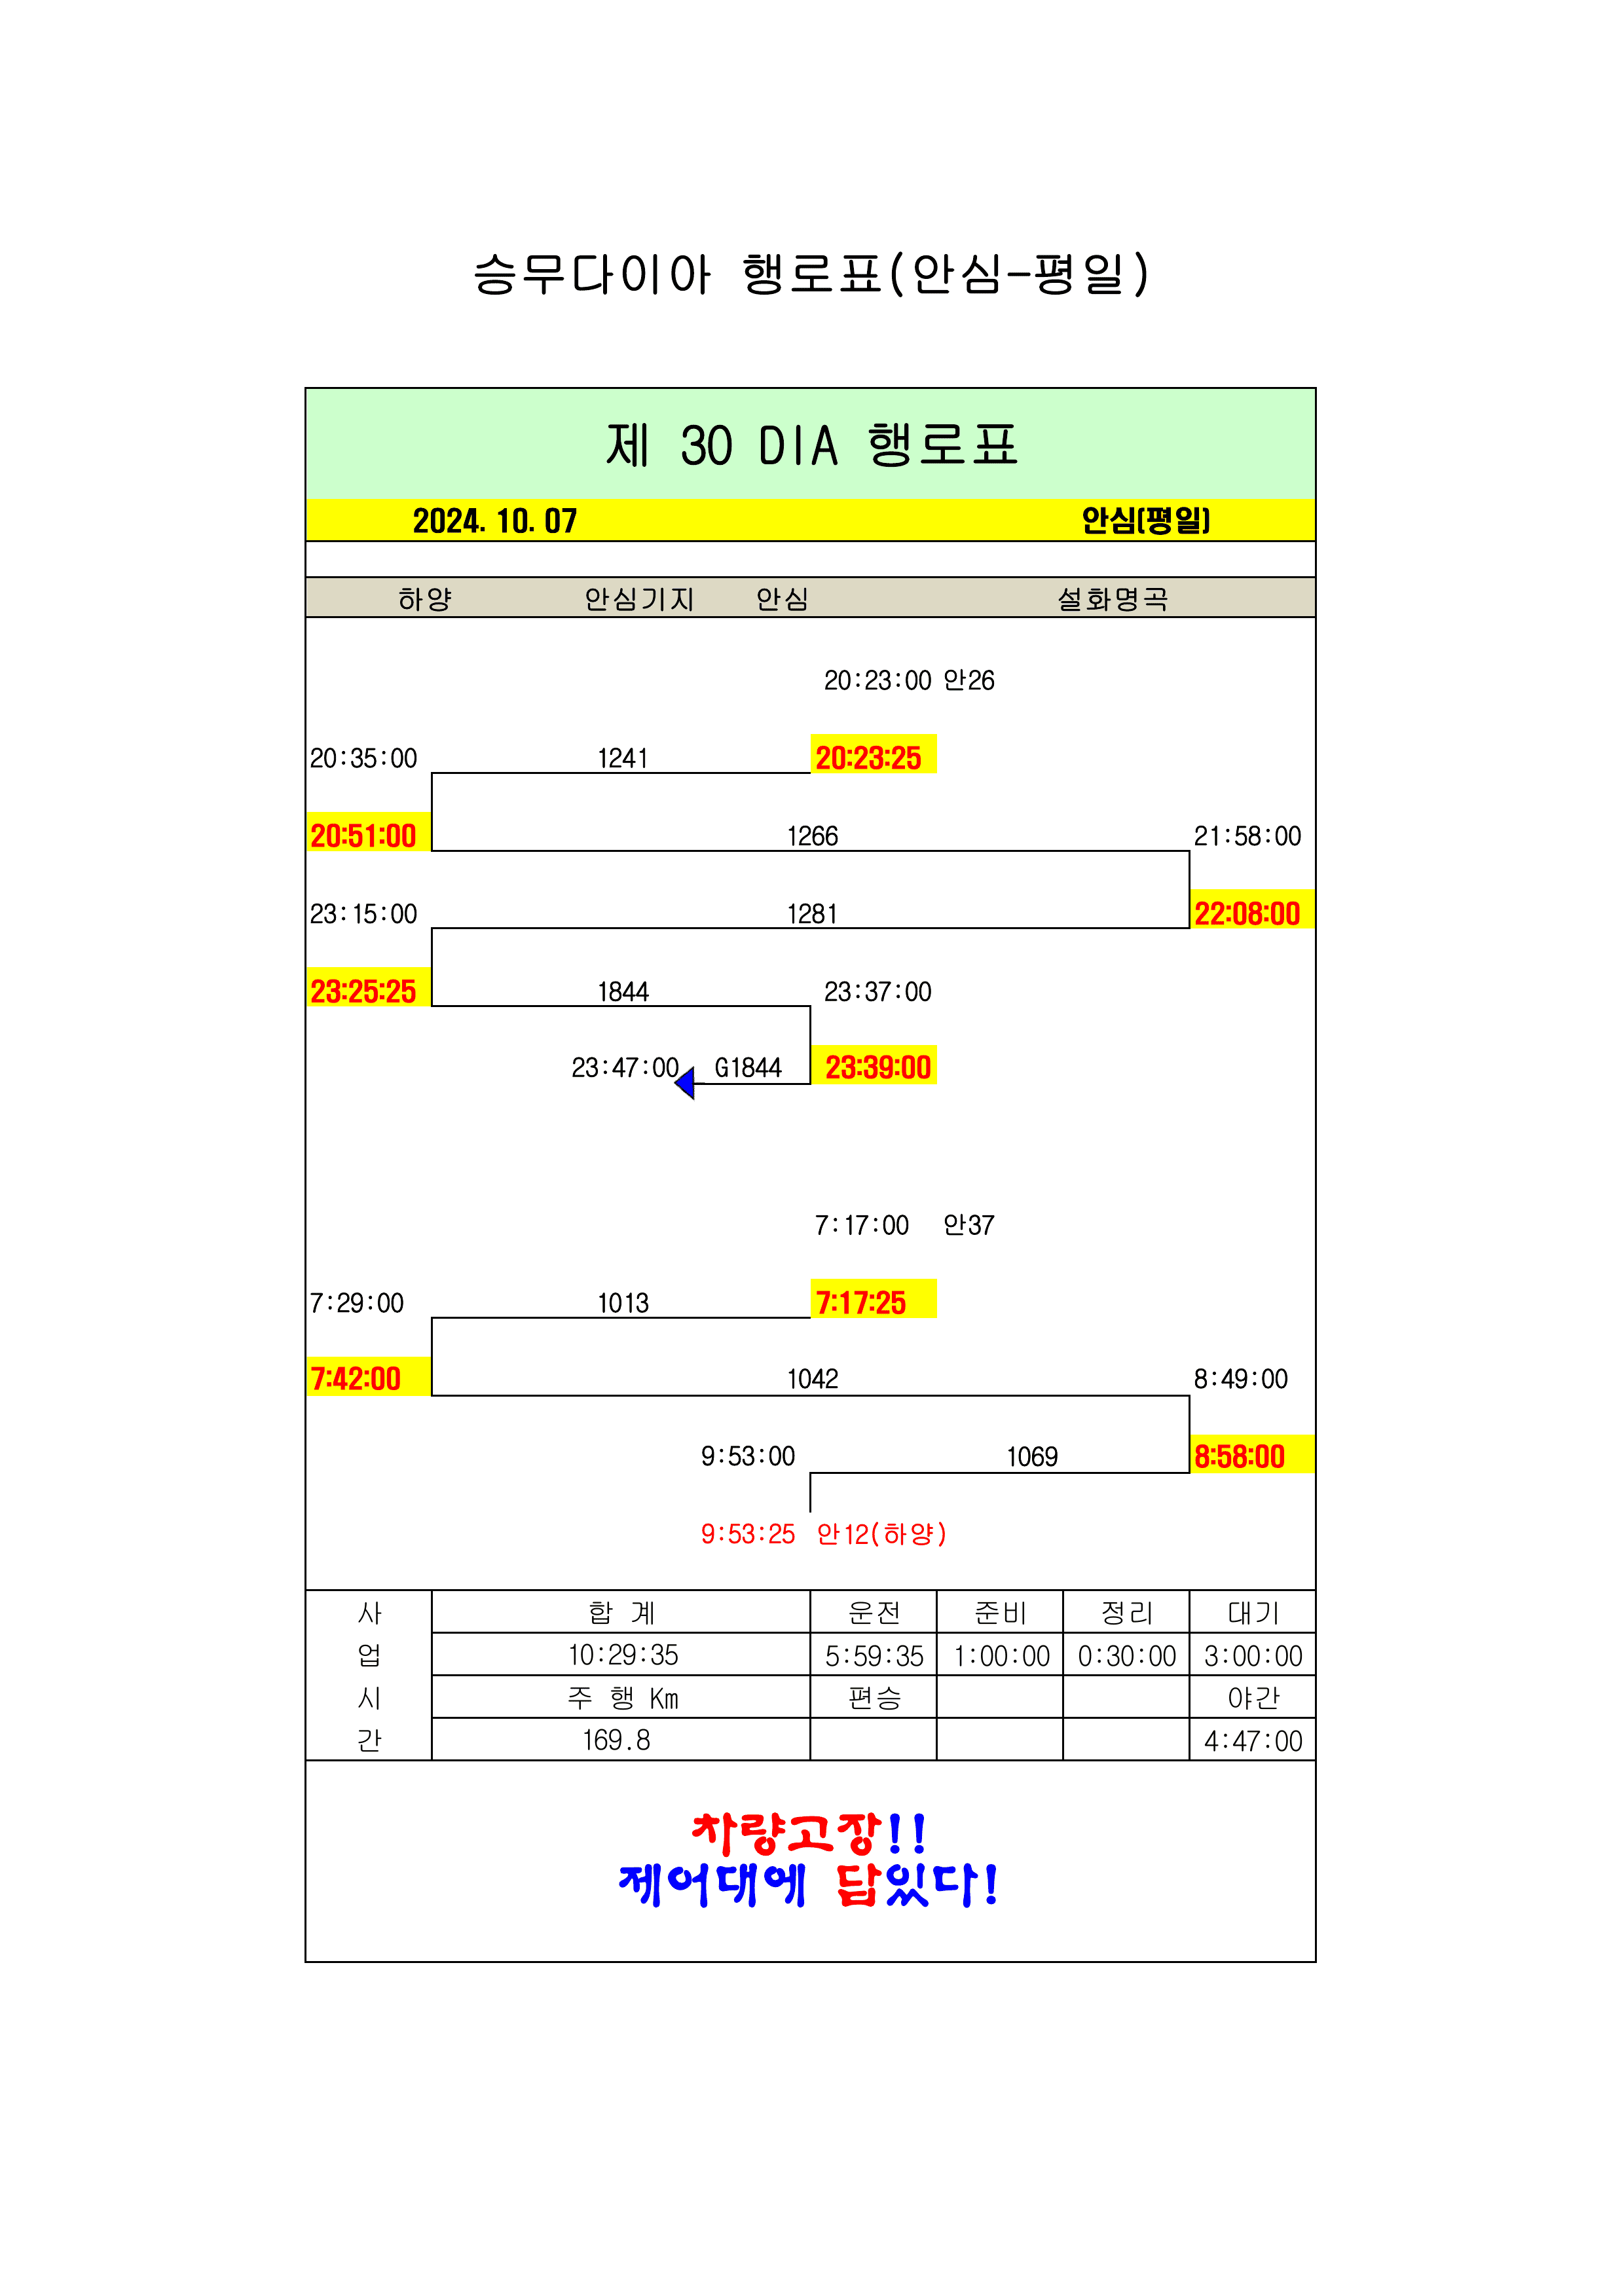 승무다이아 행로표(안심-평일)
제 30 DIA 행로표
2024. 10. 07 안심(평일)
하양 안심기지 안심 설화명곡
20:23:00 안26
20:35:00 1241 20:23:25
20:51:00 1266 21:58:00
23:15:00 1281 22:08:00
23:25:25 1844 23:37:00
23:47:00 G1844 23:39:00
7:17:00 안37
7:29:00 1013 7:17:25
7:42:00 1042 8:49:00
9:53:00 1069 8:58:00
9:53:25 안12(하양)
사 합 계 운전 준비 정리 대기
업 10:29:35 5:59:35 1:00:00 0:30:00 3:00:00
시 주 행 Km 편승 야간
간 169.8 4:47:00
차량고장!!
제어대에 답있다!